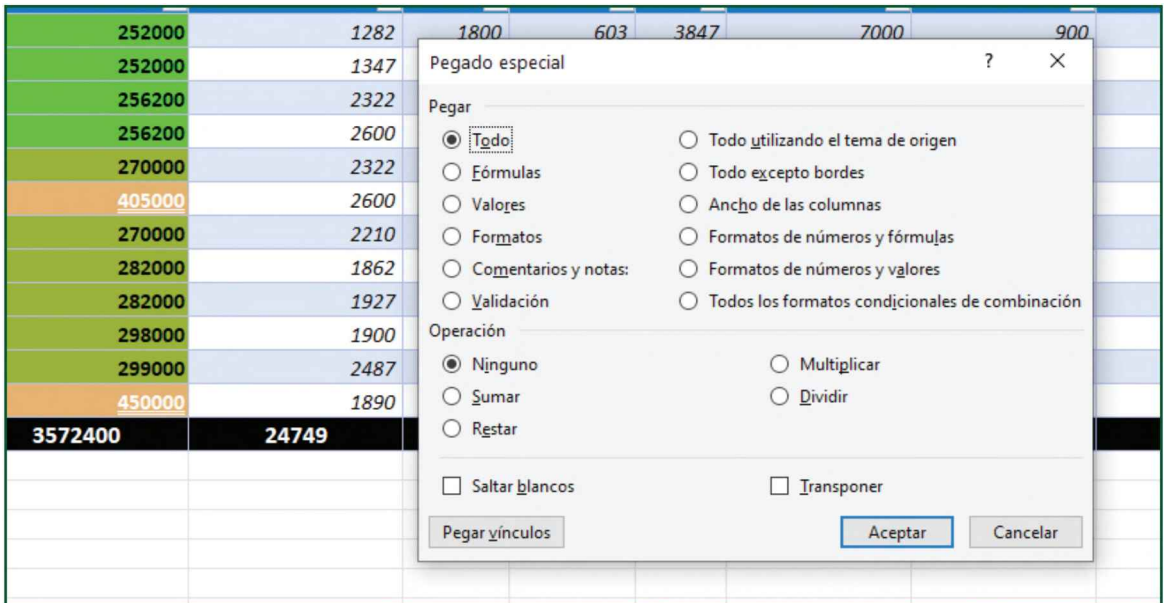 252000 1282 1800 603 3847 7000 900
252000 1347
256200 2322
256200 2600
270000 2322
405000 2600
270000 2210
282000 1862
282000 1927
298000 1900
299000 2487
450000 1890
3572400 24749
Pegado especial ? X
Pegar
Todo Todo utilizando el tema de origen
Fórmulas Todo excepto bordes
Valores Ancho de las columnas
Formatos Formatos de números y fórmulas
Comentarios y notas: Formatos de números y valores
Validación Todos los formatos condicionales de combinación
Operación
Ninguno Multiplicar
Sumar Dividir
Restar
Saltar blancos Transponer
Pegar vínculos Aceptar Cancelar